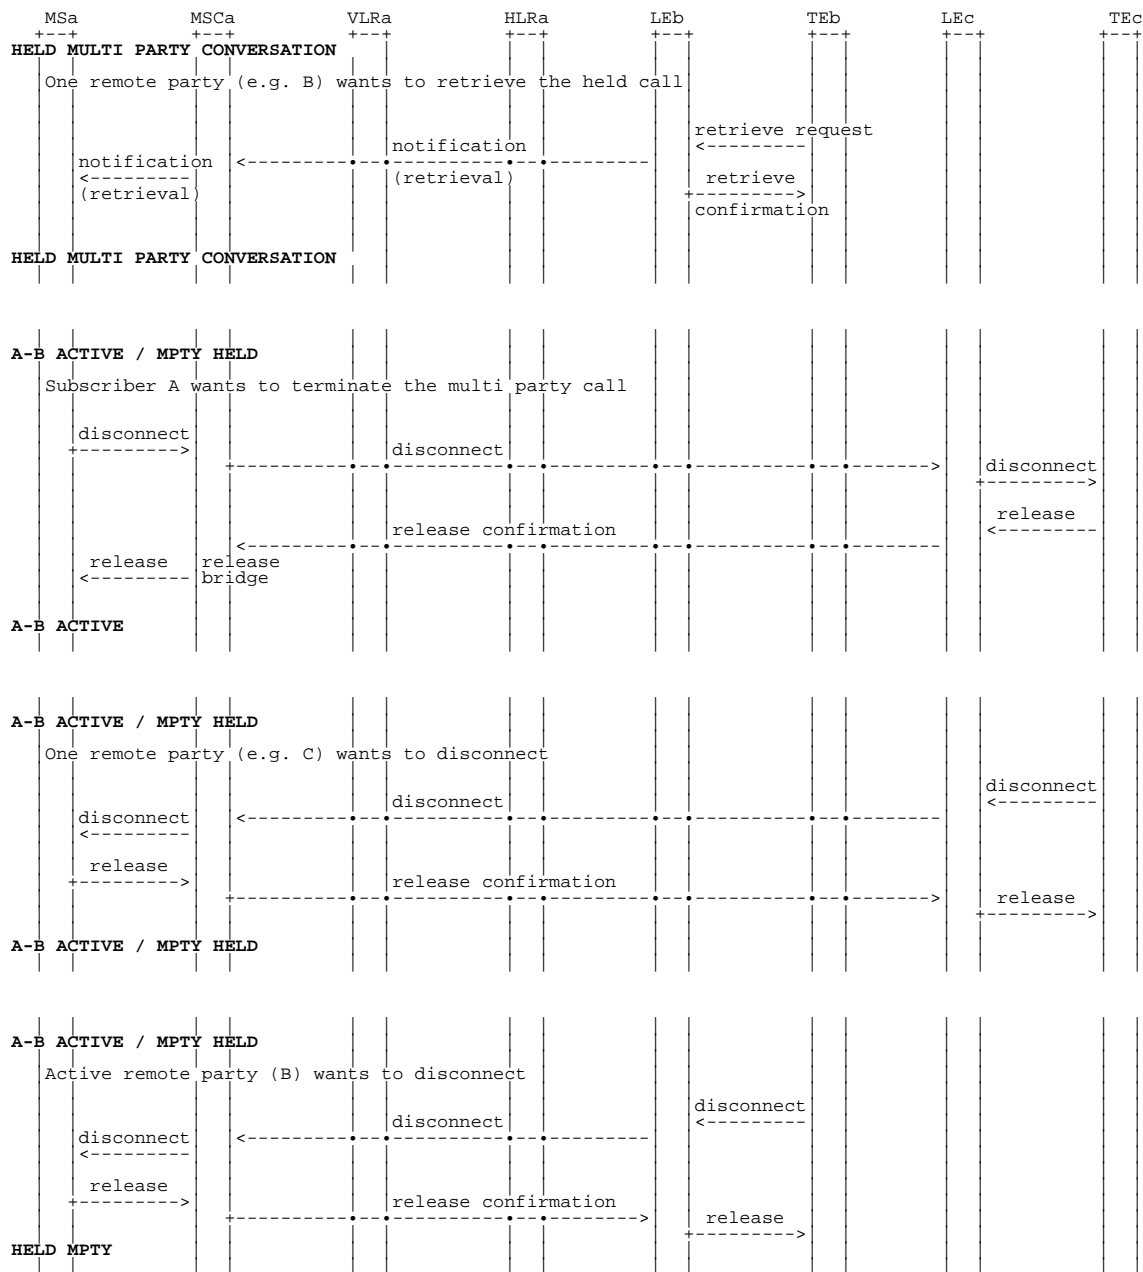 MSa MSCa VLRa HLRa LEb TEb LEc TEc
HELD MULTI PARTY CONVERSATION
One remote party (e.g. B) wants to retrieve the held call
retrieve request
notification
notification
(retrieval) retrieve
(retrieval)
confirmation
HELD MULTI PARTY CONVERSATION
A-B ACTIVE / MPTY HELD
Subscriber A wants to terminate the multi party call
disconnect
disconnect
disconnect
release
release confirmation
release release
bridge
A-B ACTIVE
A-B ACTIVE / MPTY HELD
One remote party (e.g. C) wants to disconnect
disconnect
disconnect
disconnect
release
release confirmation
release
A-B ACTIVE / MPTY HELD
A-B ACTIVE / MPTY HELD
Active remote party (B) wants to disconnect
disconnect
disconnect
disconnect
release
release confirmation
release
HELD MPTY